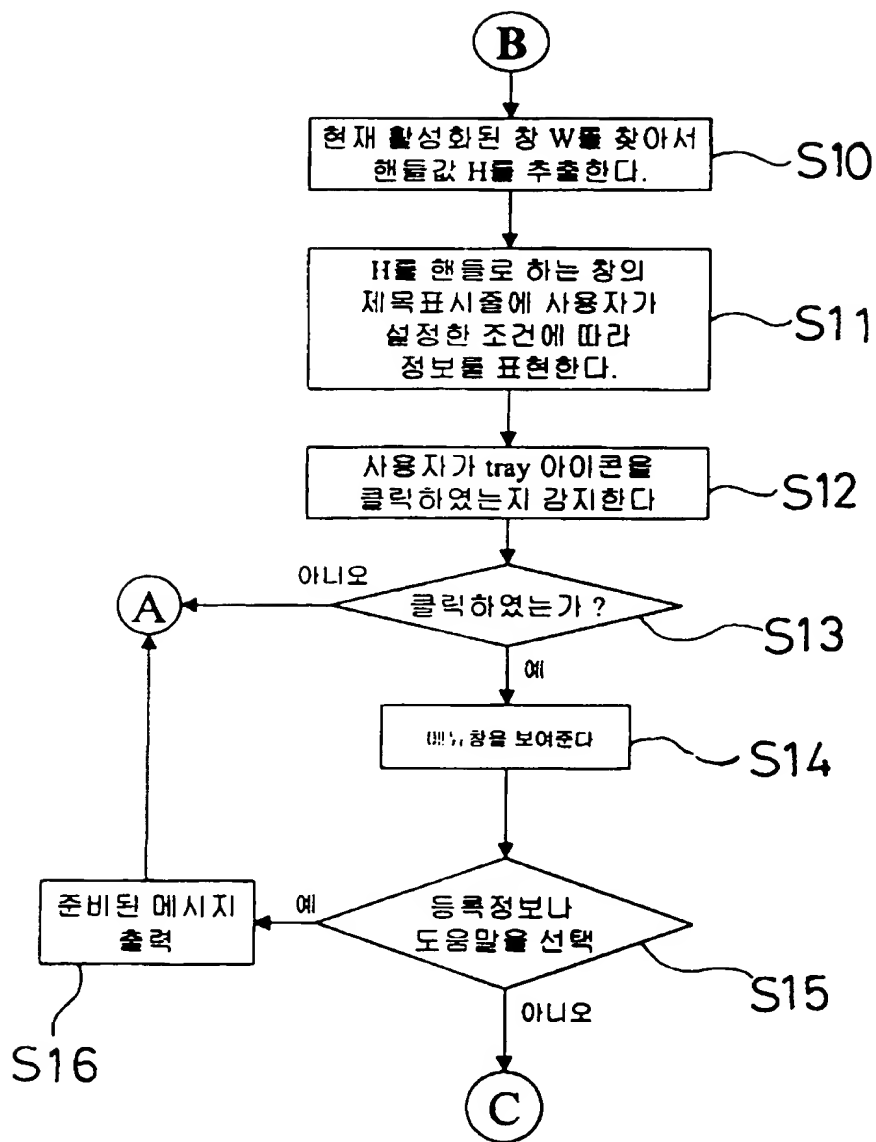 B
현재 활성화된 창 W를 찾아서
핸들값 H를 추출한다.
S10
H를 핸들로 하는 창의
제목표시줄에 사용자가
설정한 조건에 따라
정보를 표현한다.
S11
사용자가 tray 아이콘을
클릭하였는지 감지한다
S12
아니오
A
클릭하였는가 ?
S13
예
메뉴창을 보여준다
S14
준비된 메시지
출력
예
등록정보나
도움말을 선택
S15
S16
아니오
C